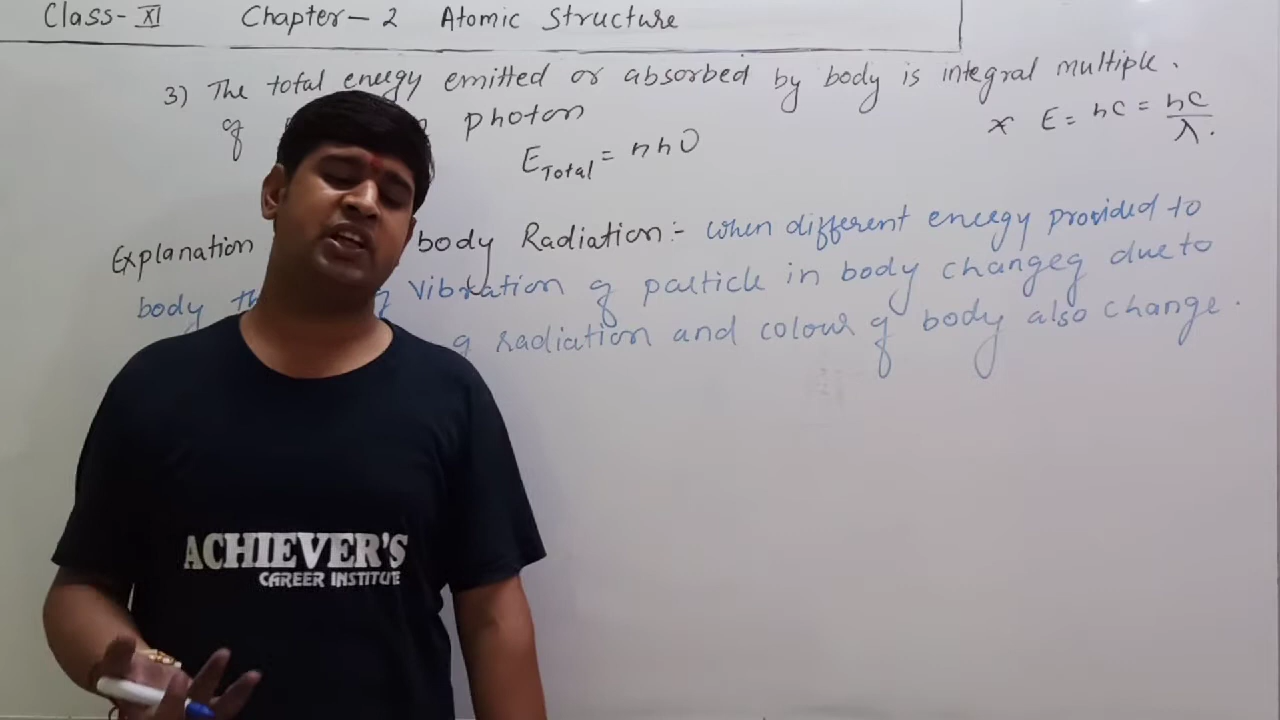 Class- XI Chapter- 2 Atomic Structure
3) The total energy emitted or absorbed by body is integral multiple.
of photon
x E = hc = hc/λ.
E Total = nhυ
Explanation body Radiation:- when different energy provided to
body vibration of particle in body change due to
radiation and colour of body also change.
ACHIEVER'S
CAREER INSTITUTE